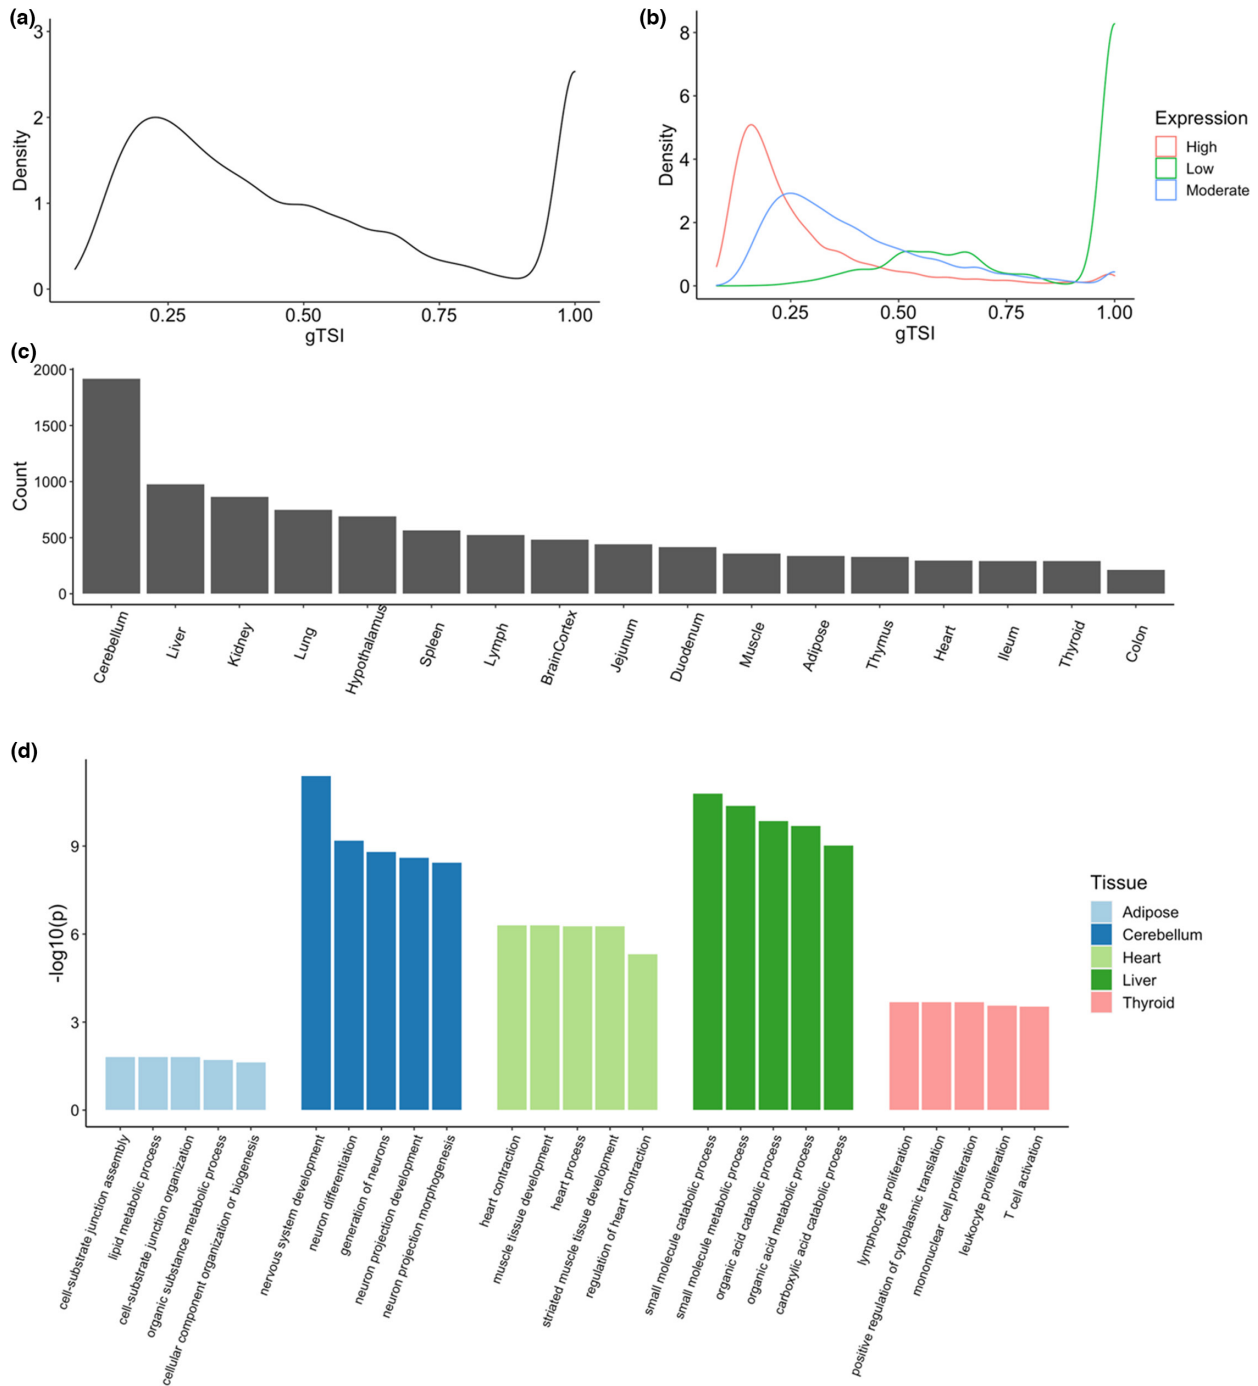 (a)
3
2
1
0
Density
0.25
0.50
0.75
1.00
gTSI
(b)
8
6
4
2
0
Density
0.25
0.50
0.75
1.00
gTSI
Expression
High
Low
Moderate
(c)
2000
1500
1000
500
0
Count
Cerebellum
Liver
Kidney
Lung
Hypothalamus
Spleen
Lymph
BrainCortex
Jejunum
Duodenum
Muscle
Adipose
Thymus
Heart
Ileum
Thyroid
Colon
(d)
9
6
3
0
-log10(p)
cell-substrate junction assembly
lipid metabolic process
cell-substrate junction organization
organic substance metabolic process
cellular component organization or biogenesis
nervous system development
neuron differentiation
generation of neurons
neuron projection development
neuron projection morphogenesis
heart contraction
muscle tissue development
heart process
striated muscle tissue development
regulation of heart contraction
small molecule catabolic process
small molecule metabolic process
organic acid catabolic process
organic acid metabolic process
carboxylic acid catabolic process
lymphocyte proliferation
positive regulation of cytoplasmic translation
mononuclear cell proliferation
leukocyte proliferation
T cell activation
Tissue
Adipose
Cerebellum
Heart
Liver
Thyroid